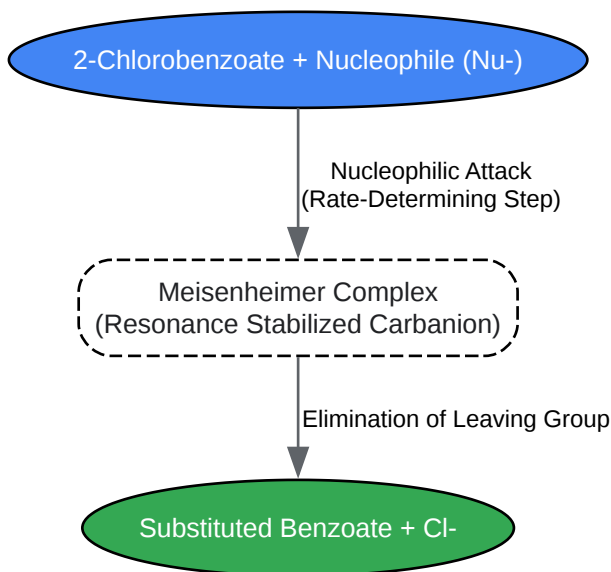 2-Chlorobenzoate + Nucleophile (Nu-)
Nucleophilic Attack
(Rate-Determining Step)
Meisenheimer Complex
(Resonance Stabilized Carbanion)
Elimination of Leaving Group
Substituted Benzoate + Cl-